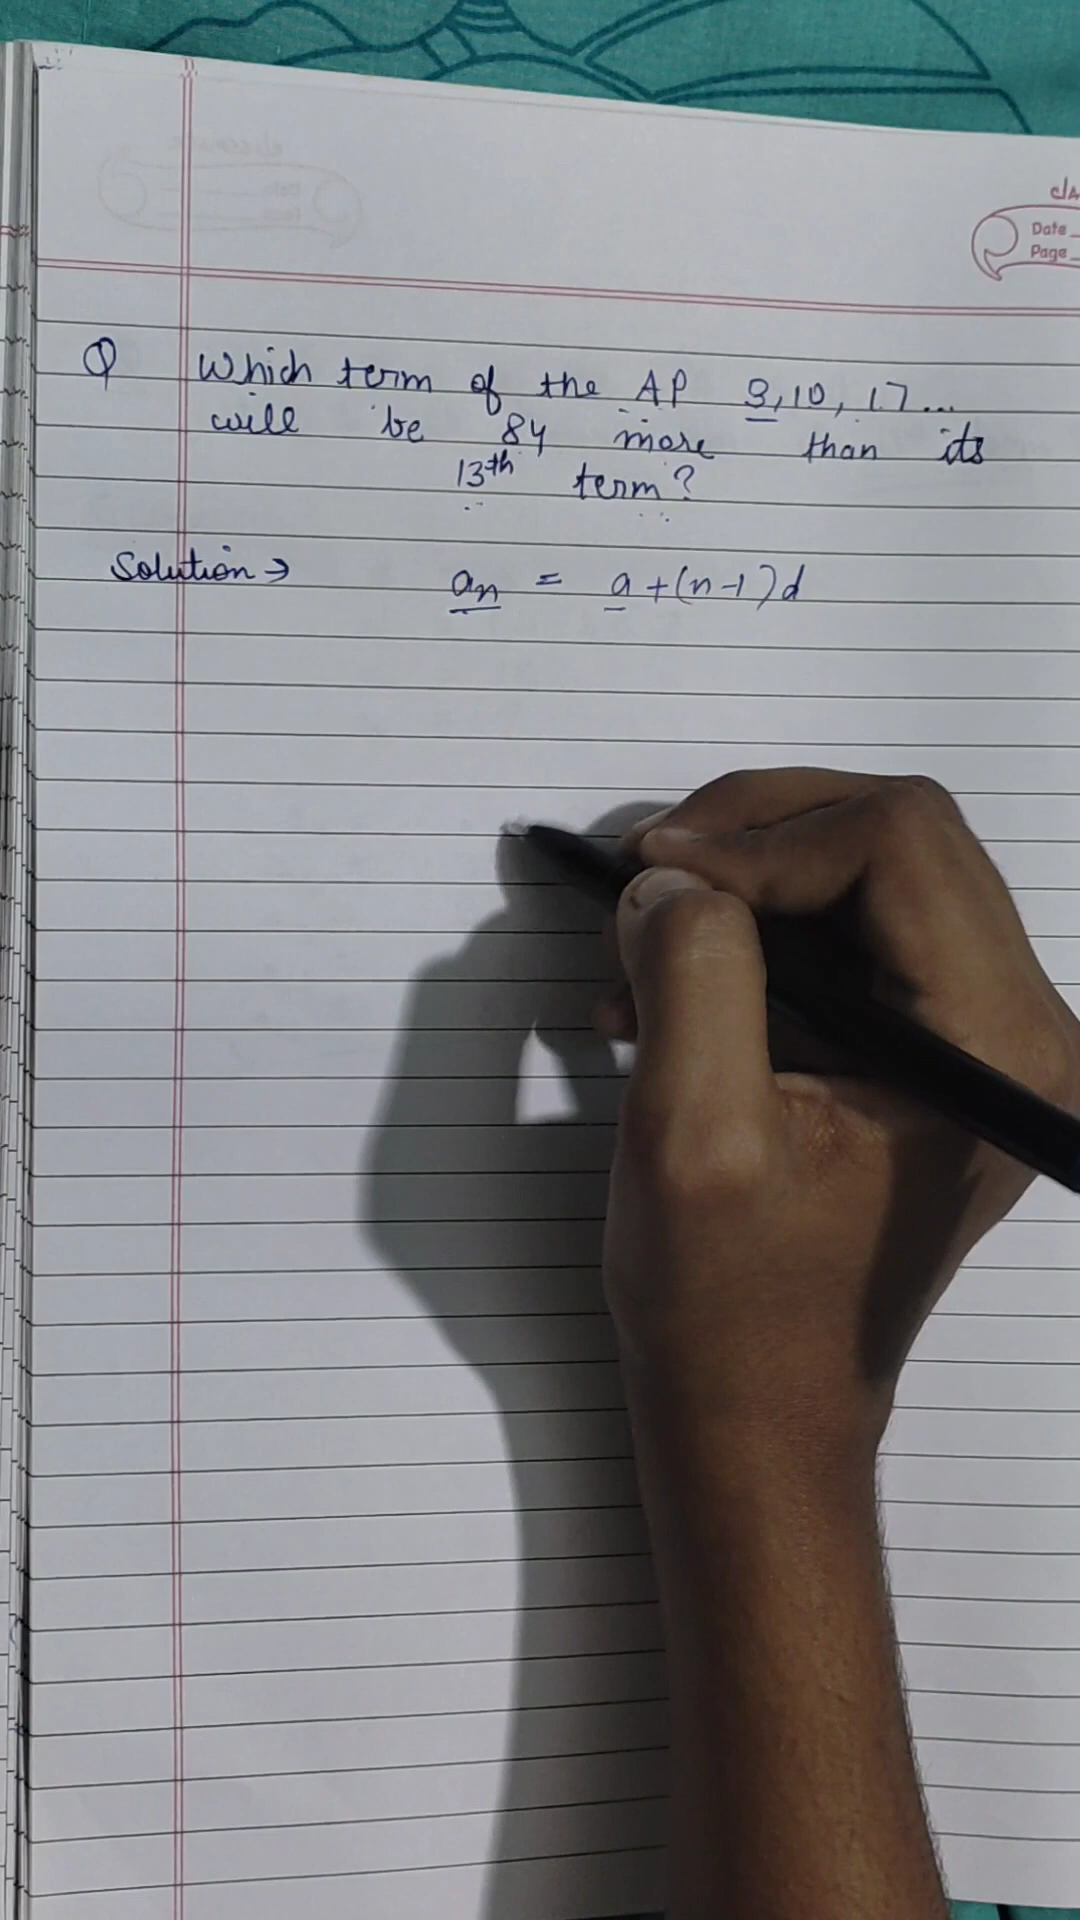 Date
Page
Q Which term of the AP 3, 10, 17...
will be 84 more than its
13th term?
Solution → an = a + (n-1)d